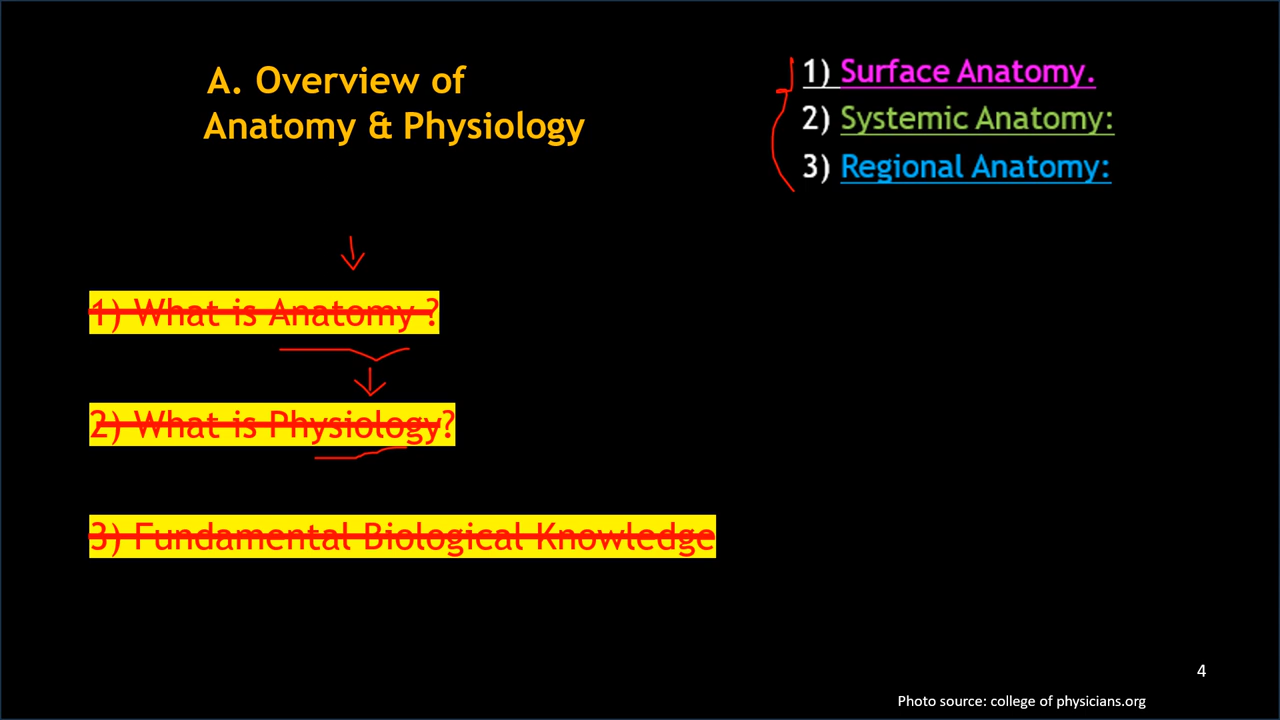 A. Overview of
Anatomy & Physiology
1) Surface Anatomy.
2) Systemic Anatomy:
3) Regional Anatomy:
1) What is Anatomy ?
2) What is Physiology?
3) Fundamental Biological Knowledge
4
Photo source: college of physicians.org